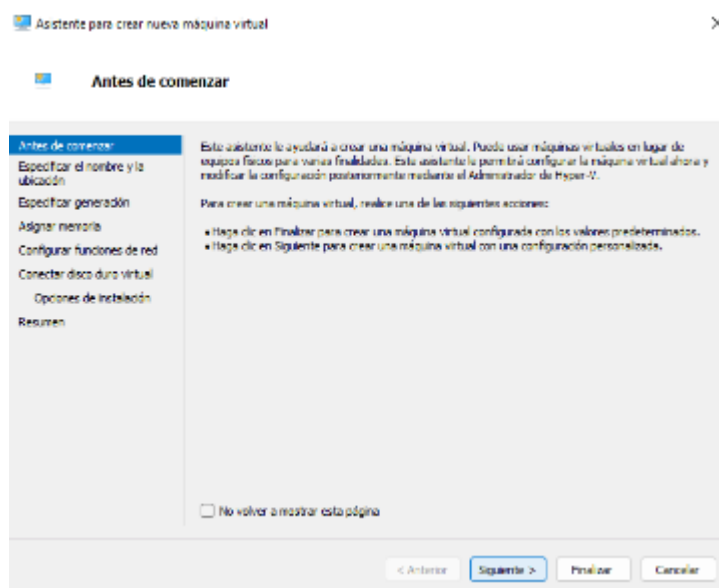 Asistente para crear nueva máquina virtual
Antes de comenzar
Antes de comenzar
Especificar el nombre y la
ubicación
Especificar generación
Asignar memoria
Configurar funciones de red
Conectar disco duro virtual
Opciones de instalación
Resumen
Este asistente le ayudará a crear una máquina virtual. Puede usar máquinas virtuales en lugar de
equipos físicos para varias finalidades. Este asistente le permitirá configurar la máquina virtual ahora y
modificar la configuración posteriormente mediante el Administrador de Hyper-V.
Para crear una máquina virtual, realice una de las siguientes acciones:
• Haga clic en Finalizar para crear una máquina virtual configurada con los valores predeterminados.
• Haga clic en Siguiente para crear una máquina virtual con una configuración personalizada.
No volver a mostrar esta página
< Anterior
Siguiente >
Finalizar
Cancelar